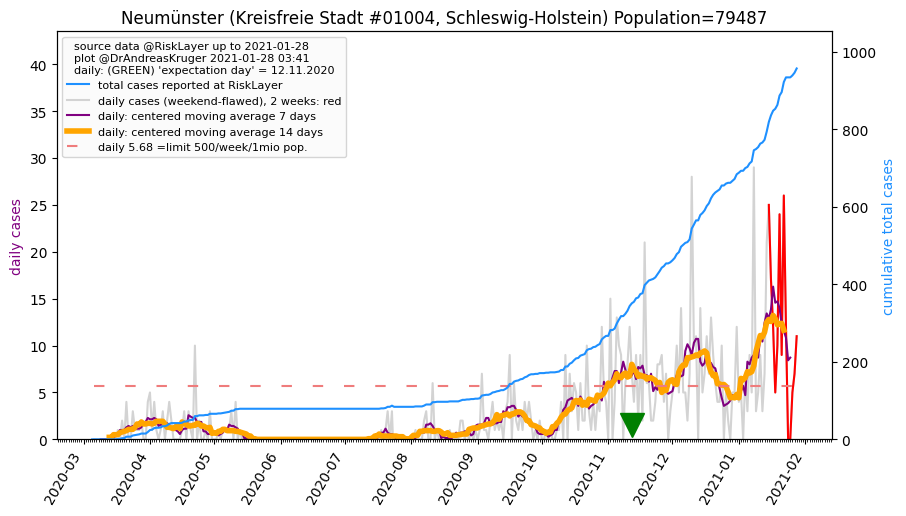 Neumünster (Kreisfreie Stadt #01004, Schleswig-Holstein) Population=79487
source data @RiskLayer up to 2021-01-28
plot @DrAndreasKruger 2021-01-28 03:41
daily: (GREEN) 'expectation day' = 12.11.2020
total cases reported at RiskLayer
daily cases (weekend-flawed), 2 weeks: red
daily: centered moving average 7 days
daily: centered moving average 14 days
daily 5.68 =limit 500/week/1mio pop.
daily cases
40
35
30
25
20
15
10
5
0
cumulative total cases
1000
800
600
400
200
0
2020-03
2020-04
2020-05
2020-06
2020-07
2020-08
2020-09
2020-10
2020-11
2020-12
2021-01
2021-02